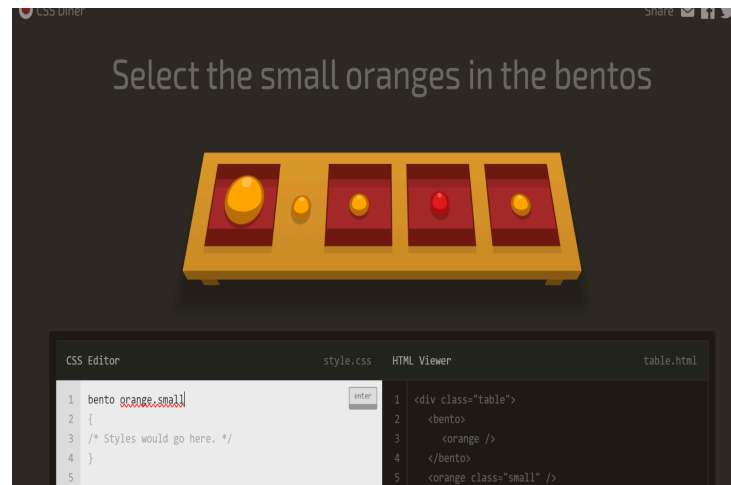 CSS Diner
Share
Select the small oranges in the bentos
CSS Editor style.css
HTML Viewer table.html
1 bento orange.small
enter
2 {
3 /* Styles would go here. */
4 }
5
1 <div class="table">
2 <bento>
3 <orange />
4 </bento>
5 <orange class="small" />